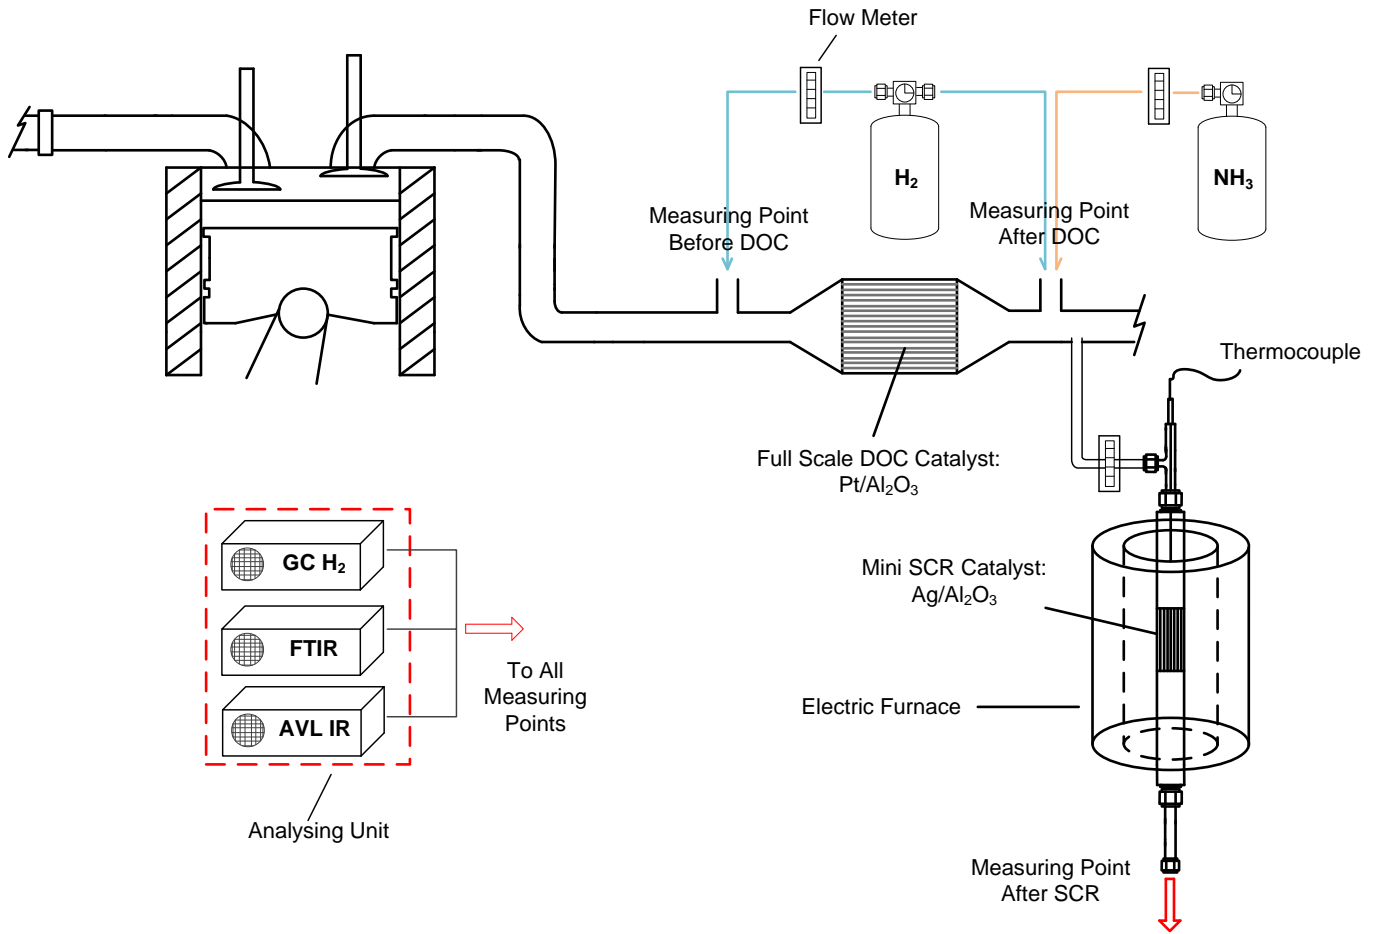 Flow Meter
H₂
NH₃
Measuring Point
Before DOC
Measuring Point
After DOC
Thermocouple
Full Scale DOC Catalyst:
Pt/Al₂O₃
GC H₂
FTIR
AVL IR
To All
Measuring
Points
Analysing Unit
Mini SCR Catalyst:
Ag/Al₂O₃
Electric Furnace
Measuring Point
After SCR